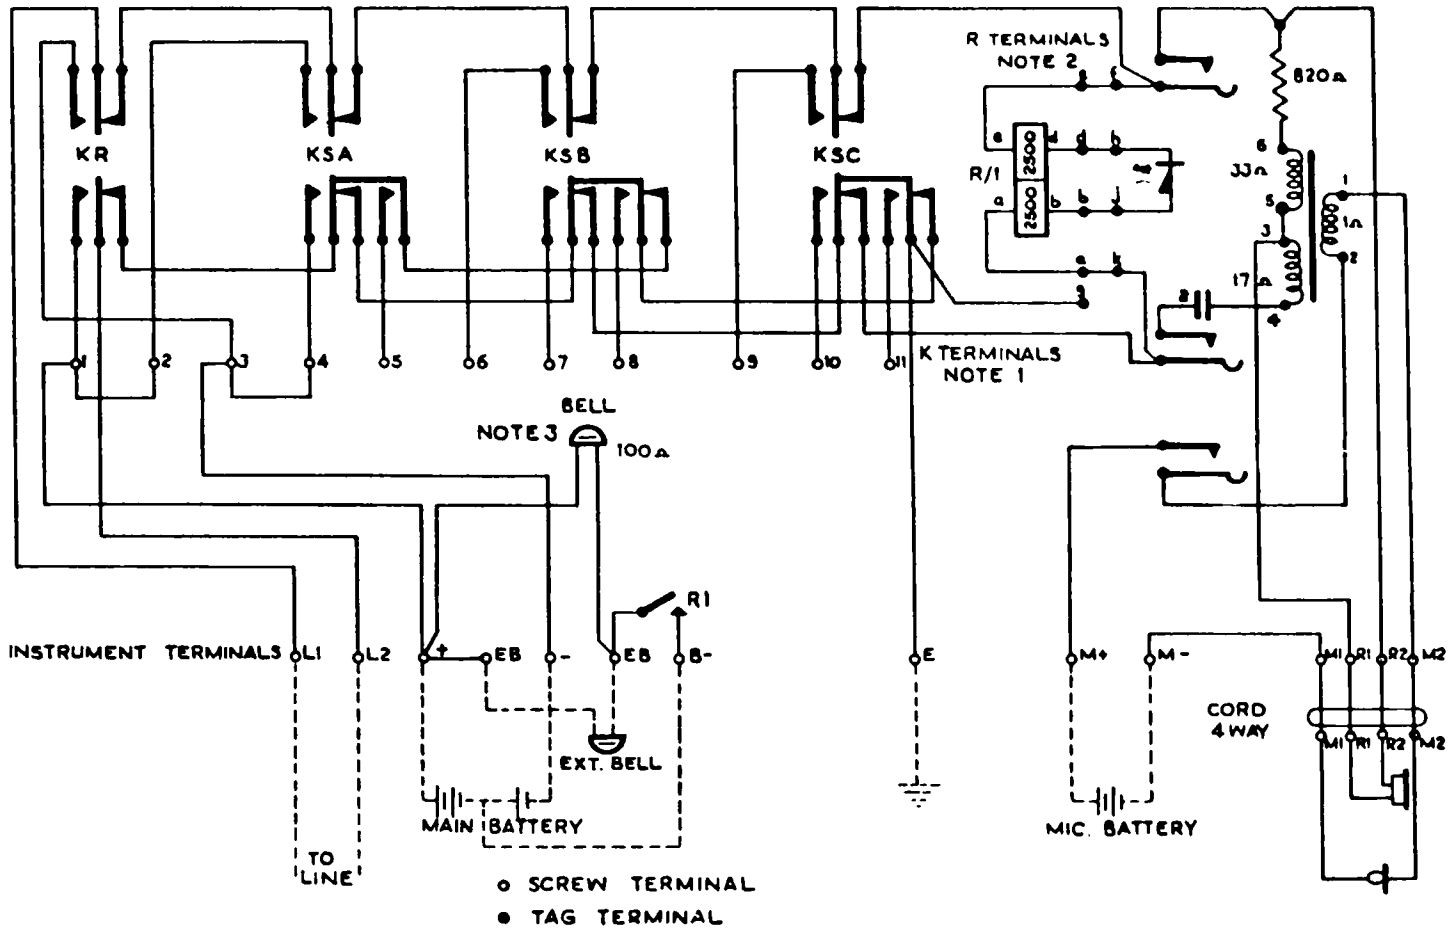 R TERMINALS
NOTE 2
820Ω
KR
KSA
KSB
KSC
e
f
e
d
d
h
2500
R/1
2500
a
b
b
j
a
k
g
6
33Ω
5
3
17Ω
4
1
1Ω
2
2
1
2
3
4
5
6
7
8
9
10
11
K TERMINALS
NOTE 1
BELL
NOTE 3
100Ω
R1
INSTRUMENT TERMINALS
L1
L2
+
EB
-
EB
B-
E
M+
M-
M1
R1
R2
M2
CORD
4 WAY
M1
R1
R2
M2
EXT. BELL
MAIN BATTERY
MIC. BATTERY
TO
LINE
SCREW TERMINAL
TAG TERMINAL